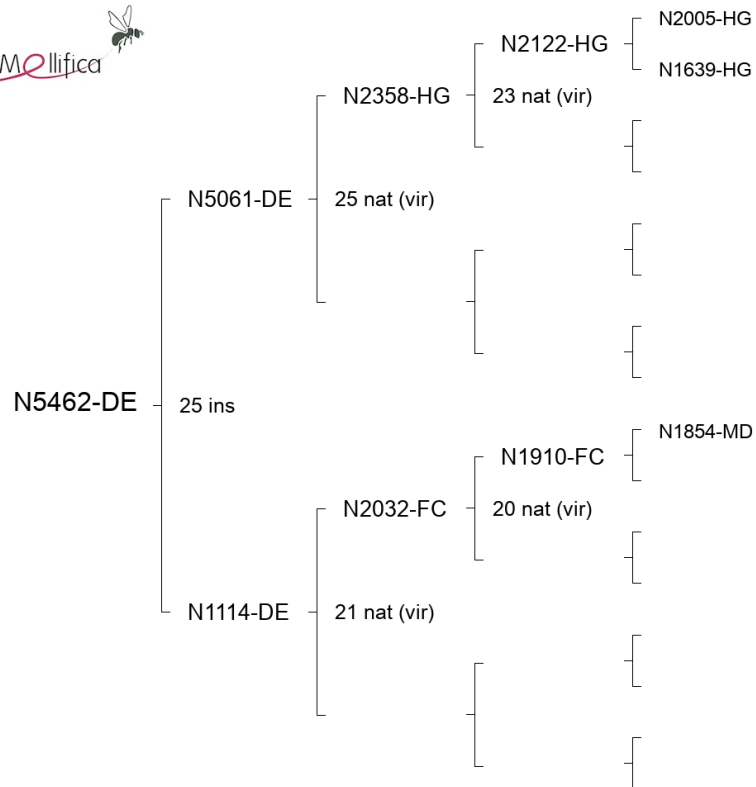 Mellifica
N2005-HG
N2122-HG
N1639-HG
N2358-HG
23 nat (vir)
N5061-DE
25 nat (vir)
N5462-DE
25 ins
N1854-MD
N1910-FC
N2032-FC
20 nat (vir)
N1114-DE
21 nat (vir)